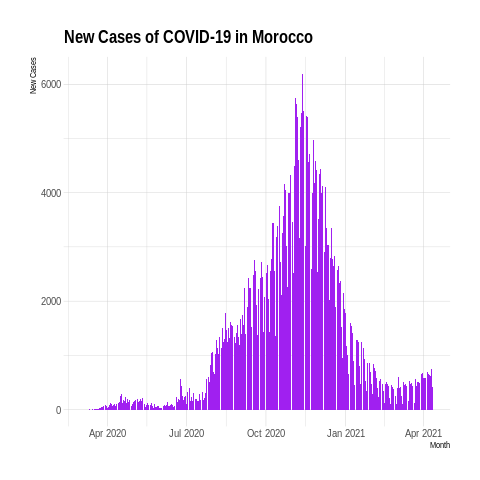 New Cases of COVID-19 in Morocco
New Cases
6000
4000
2000
0
Apr 2020 Jul 2020 Oct 2020 Jan 2021 Apr 2021
Month